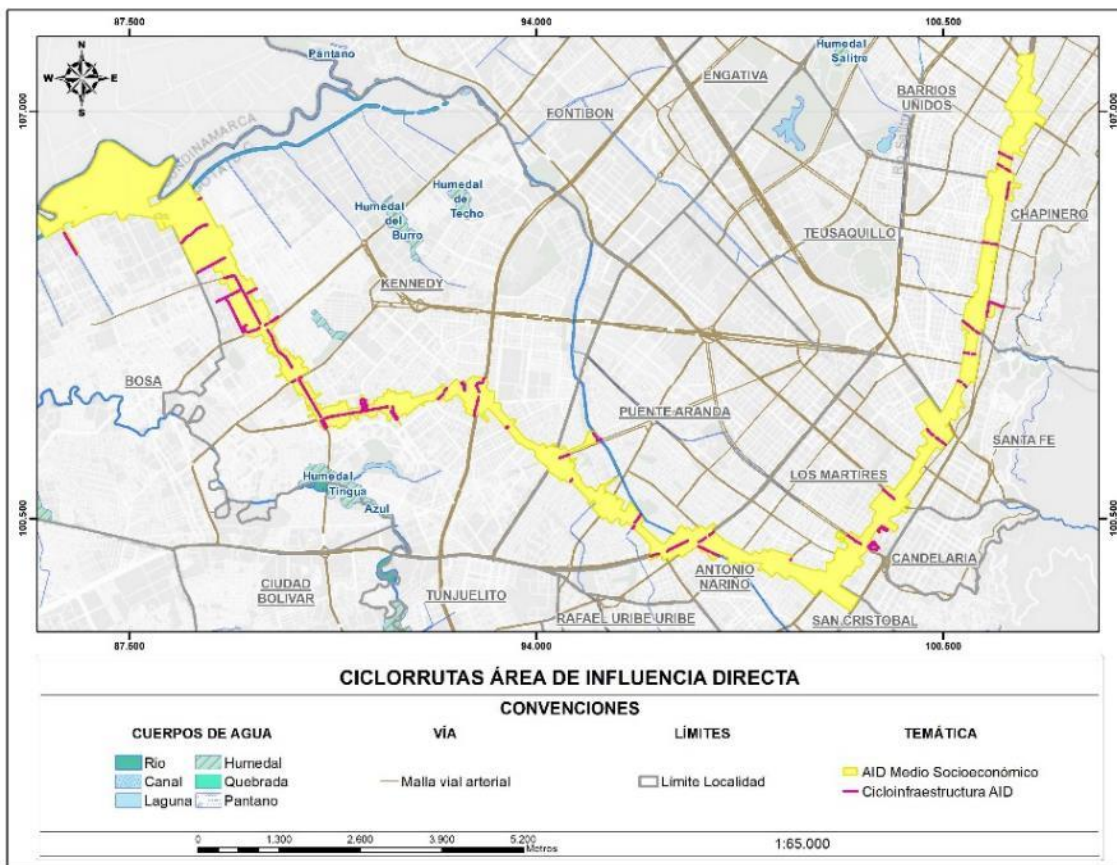 87.500 94.000 100.500
N
W E
S
Pantano
Humedal
Salitre
ENGATIVA
BARRIOS
UNIDOS
FONTIBON
107.000 107.000
Humedal
de
Techo
Humedal
del
Burro
CHAPINERO
TEUSAQUILLO
KENNEDY
BOSA
PUENTE ARANDA
SANTA FE
LOS MARTIRES
Humedal
Tingua
Azul
100.500 100.500
CANDELARIA
CIUDAD
BOLIVAR
TUNJUELITO
ANTONIO
NARIÑO
RAFAEL URIBE URIBE
SAN CRISTOBAL
87.500 94.000 100.500
CICLORRUTAS ÁREA DE INFLUENCIA DIRECTA
CONVENCIONES
CUERPOS DE AGUA VÍA LÍMITES TEMÁTICA
Río Humedal
Canal Quebrada
Laguna Pantano
Malla vial arterial
Límite Localidad
AID Medio Socioeconómico
Cicloinfraestructura AID
0 1.300 2.600 3.900 5.200
Metros
1:65.000